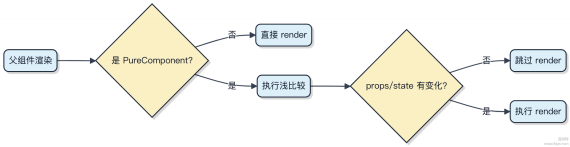 父组件渲染
是 PureComponent?
否
直接 render
是
执行浅比较
props/state 有变化?
否
跳过 render
是
执行 render